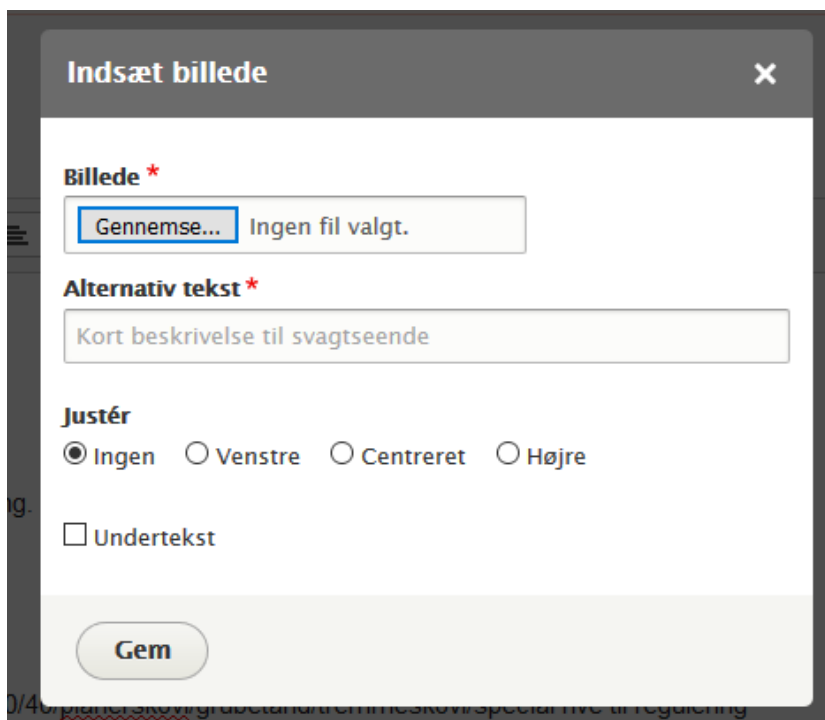 Indsæt billede
Billede *
Gennemse... Ingen fil valgt.
Alternativ tekst *
Kort beskrivelse til svagtseende
Justér
Ingen Venstre Centreret Højre
ng.
Undertekst
Gem